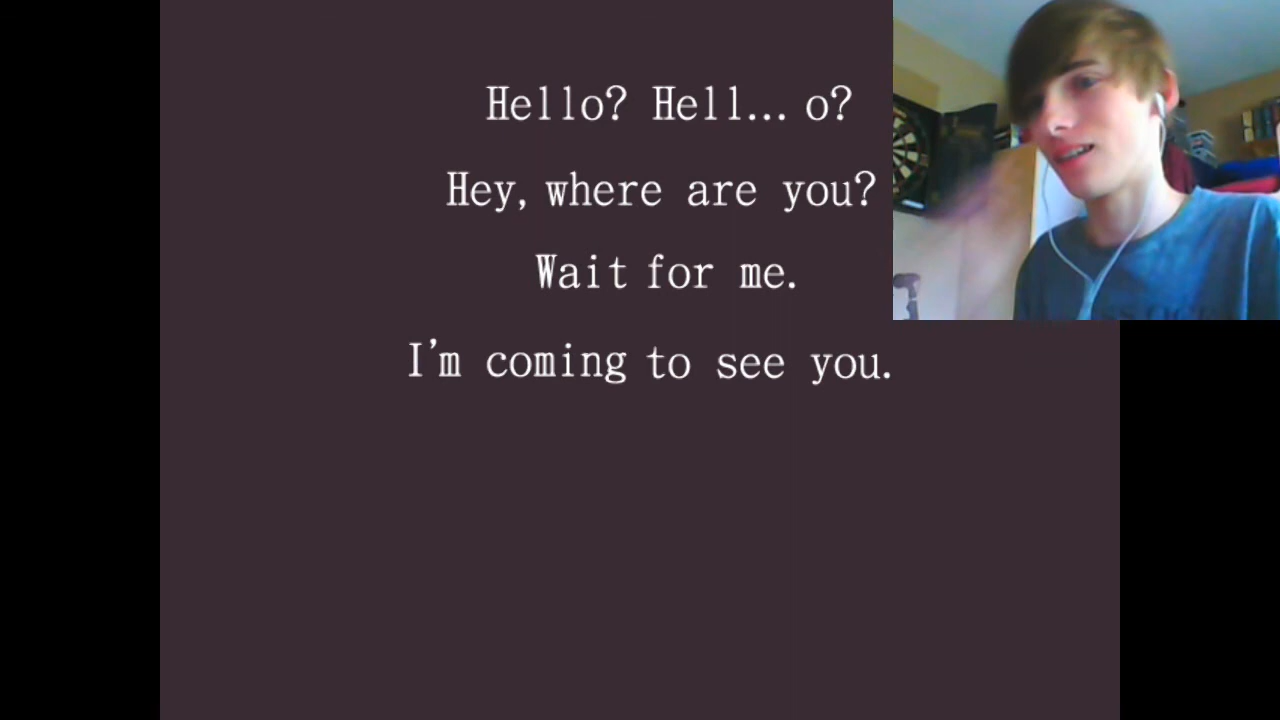 Hello? Hell... o?
Hey, where are you?
Wait for me.
I'm coming to see you.